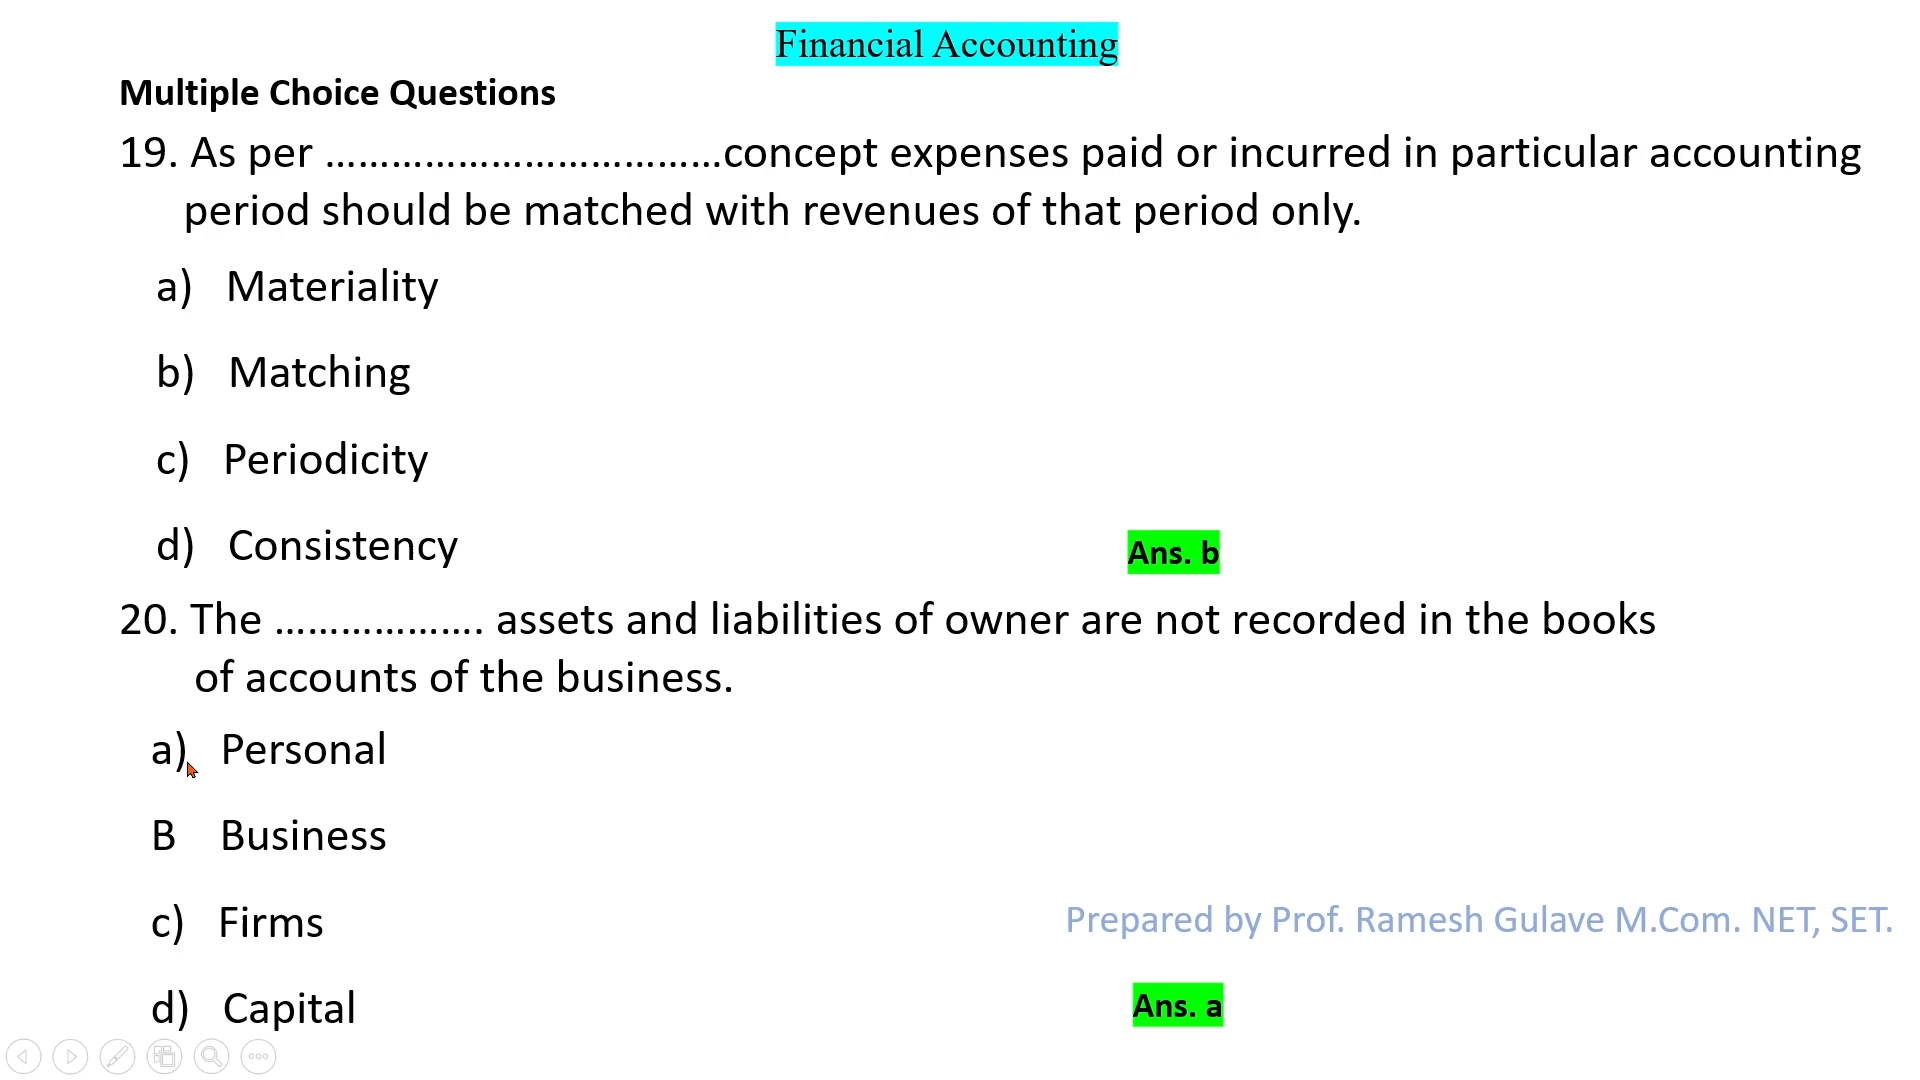 Financial Accounting
Multiple Choice Questions
19. As per ………………………………concept expenses paid or incurred in particular accounting
period should be matched with revenues of that period only.
a) Materiality
b) Matching
c) Periodicity
d) Consistency
Ans. b
20. The ………………. assets and liabilities of owner are not recorded in the books
of accounts of the business.
a) Personal
B Business
c) Firms
Prepared by Prof. Ramesh Gulave M.Com. NET, SET.
d) Capital
Ans. a